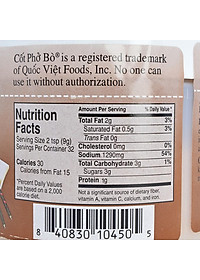 Cốt Phở Bò® is a registered trademark
of Quốc Việt Foods, Inc. No one can
use it without authorization.
Nutrition
Facts
Serving Size 2 tsp (9g)
Servings Per Container 32
Calories 30
Calories from Fat 15
*Percent Daily Values
are based on a 2,000
calorie diet.
Amount Per Serving % Daily Value*
Total Fat 2g 3%
Saturated Fat 0.5g 3%
Trans Fat 0g
Cholesterol 0mg 0%
Sodium 1290mg 54%
Total Carbohydrate 3g 1%
Sugars 3g
Protein 1g
Not a significant source of dietary fiber,
vitamin A, vitamin C, calcium, and iron.
8 40830 10450 5